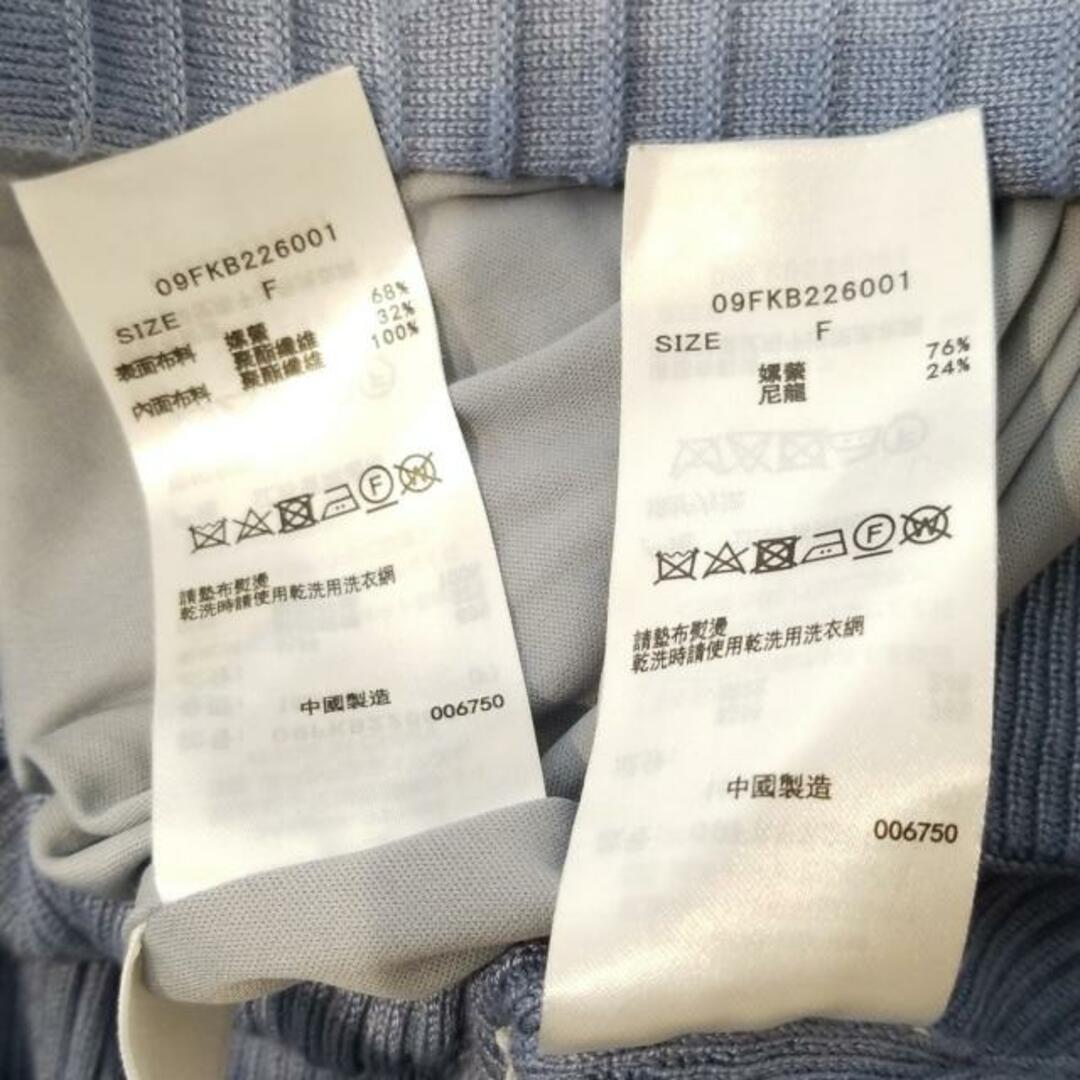 09FKB226001
SIZE F
表面布料 嫘縈 68%
聚酯纖維 32%
內面布料 聚酯纖維 100%
F W
請墊布熨燙
乾洗時請使用乾洗用洗衣網
中國製造
006750
09FKB226001
SIZE F
嫘縈 76%
尼龍 24%
F W
請墊布熨燙
乾洗時請使用乾洗用洗衣網
中國製造
006750